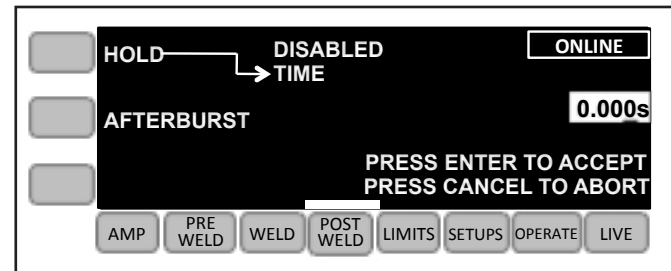 HOLD DISABLED ONLINE
TIME
AFTERBURST 0.000s
PRESS ENTER TO ACCEPT
PRESS CANCEL TO ABORT
AMP PRE WELD WELD POST WELD LIMITS SETUPS OPERATE LIVE